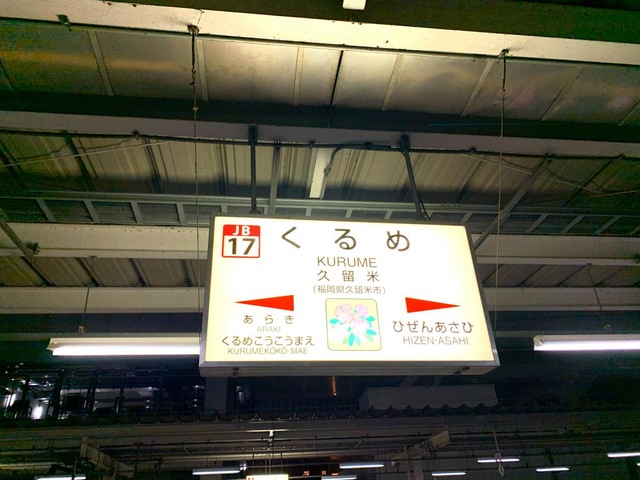 JB
17
くるめ
KURUME
久留米
(福岡県久留米市)
あらき
ARAKI
くるめこうこうまえ
KURUMEKOKO-MAE
ひぜんあさひ
HIZEN-ASAHI